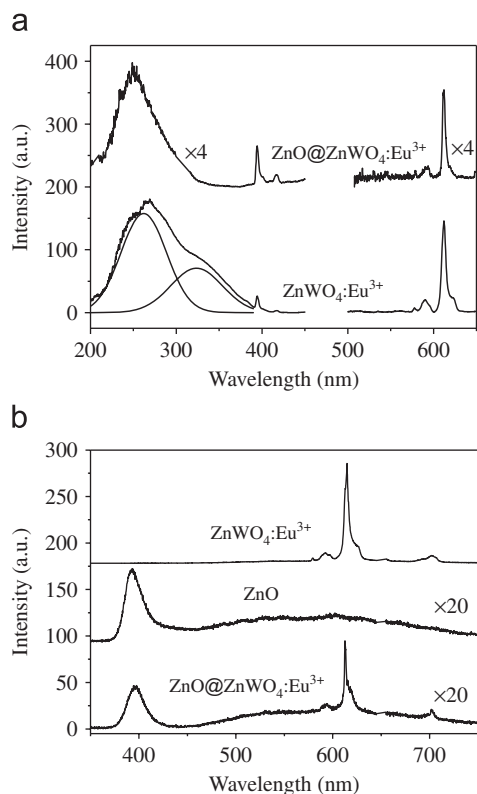 a
400
300
200
100
0
Intensity (a.u.)
×4
ZnO@ZnWO₄:Eu³⁺
×4
ZnWO₄:Eu³⁺
200
300
400
500
600
Wavelength (nm)
b
300
250
200
150
100
50
0
Intensity (a.u.)
ZnWO₄:Eu³⁺
ZnO
×20
ZnO@ZnWO₄:Eu³⁺
×20
400
500
600
700
Wavelength (nm)